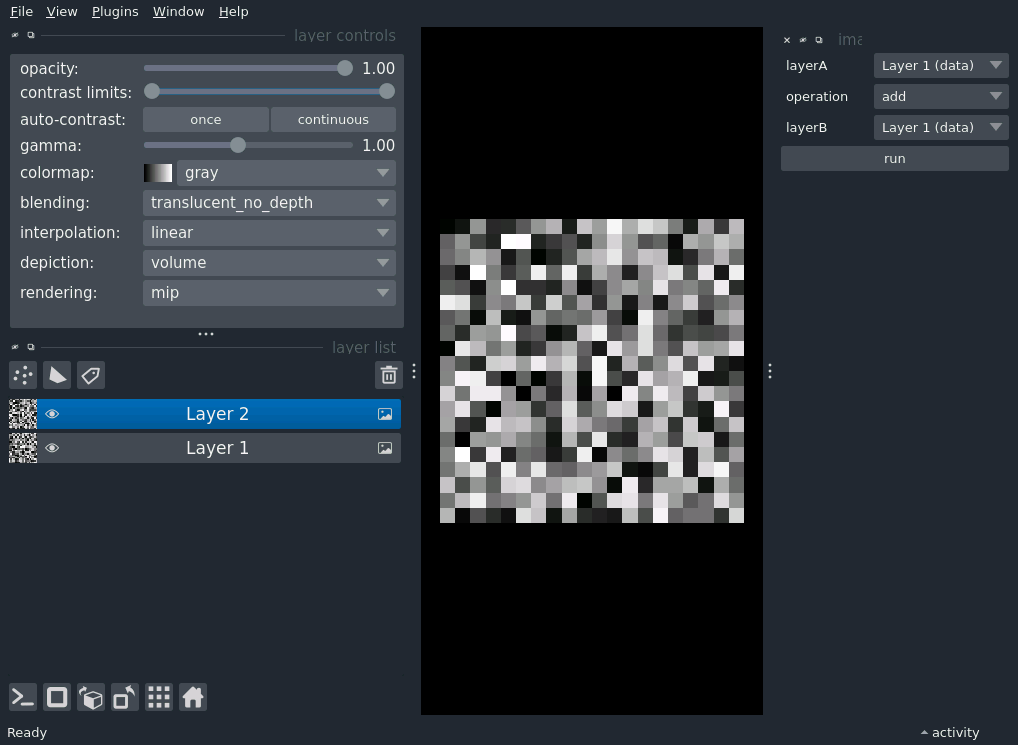 File View Plugins Window Help
layer controls
opacity: 1.00
contrast limits:
auto-contrast: once continuous
gamma: 1.00
colormap: gray
blending: translucent_no_depth
interpolation: linear
depiction: volume
rendering: mip
layer list
Layer 2
Layer 1
ima
layerA Layer 1 (data)
operation add
layerB Layer 1 (data)
run
Ready
activity